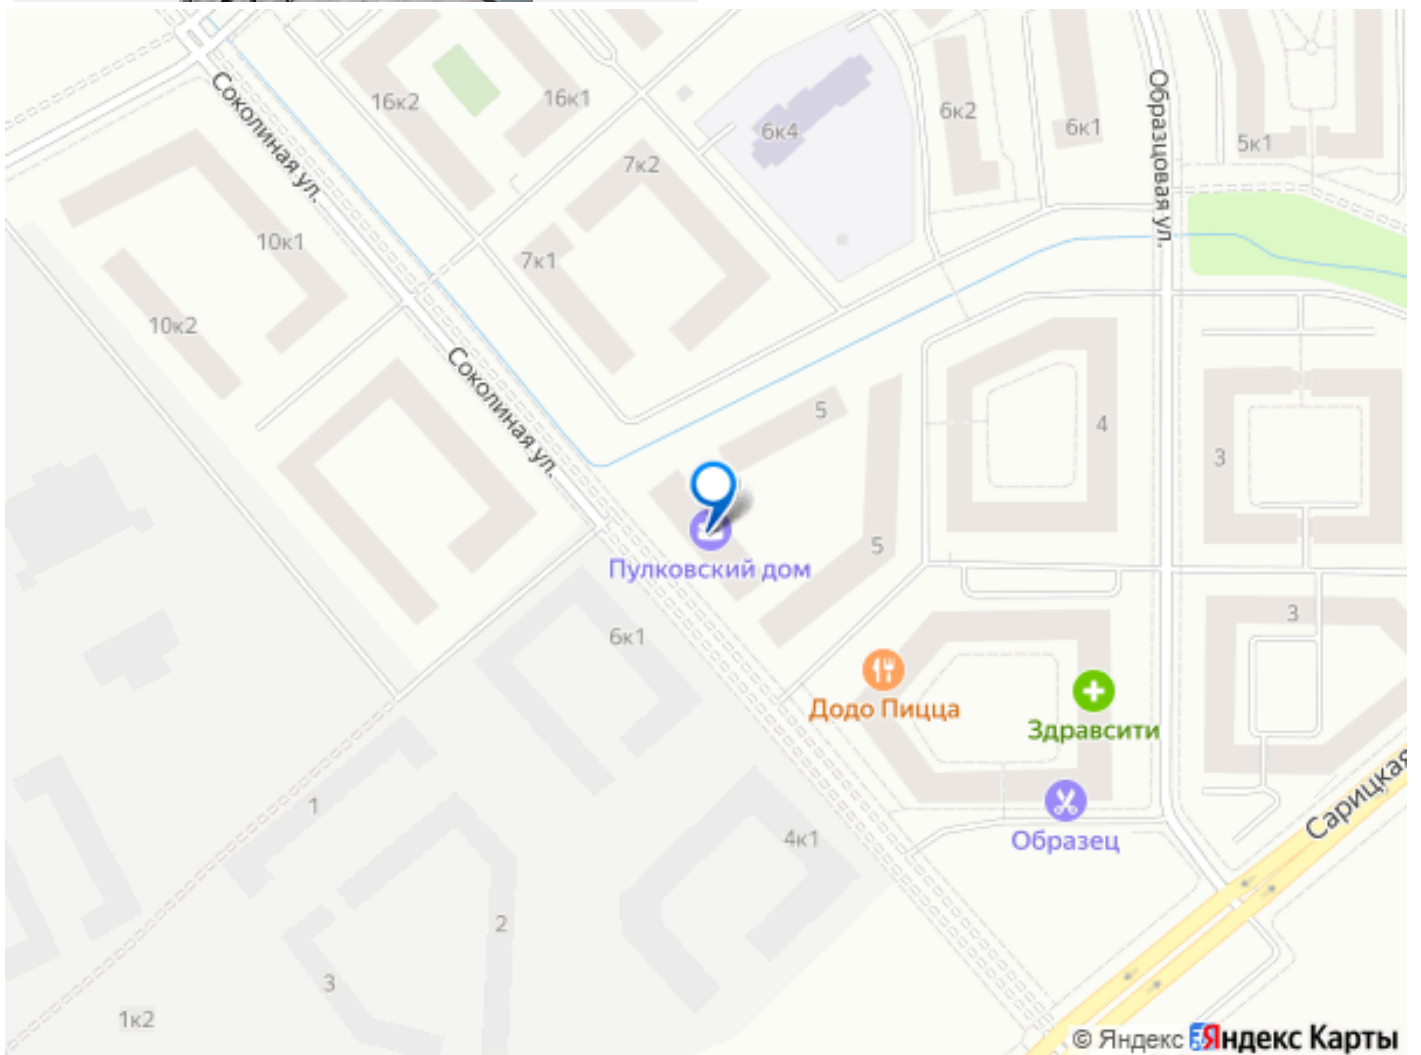 Соколиная ул.
16к2
16к1
6к4
6к2
6к1
Образцовая ул.
5к1
7к2
7к1
10к1
10к2
Соколиная ул.
5
4
3
5
Пулковский дом
6к1
3
Додо Пицца
Здравсити
Образец
Сарицкая
1
4к1
2
3
1к2
© Яндекс Яндекс Карты